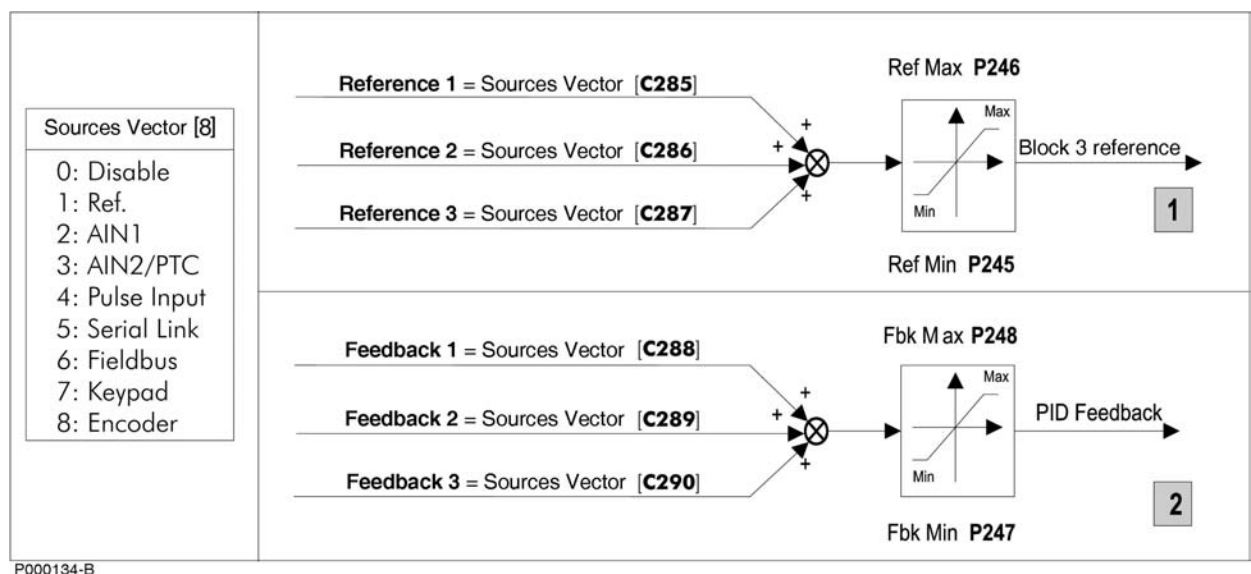 Sources Vector [8]
0: Disable
1: Ref.
2: AIN1
3: AIN2/PTC
4: Pulse Input
5: Serial Link
6: Fieldbus
7: Keypad
8: Encoder
Reference 1 = Sources Vector [C285]
Reference 2 = Sources Vector [C286]
Reference 3 = Sources Vector [C287]
+
+
+
Ref Max P246
Max
Min
Ref Min P245
Block 3 reference
1
Feedback 1 = Sources Vector [C288]
Feedback 2 = Sources Vector [C289]
Feedback 3 = Sources Vector [C290]
+
+
+
Fbk Max P248
Max
Min
Fbk Min P247
PID Feedback
2
P000134-B